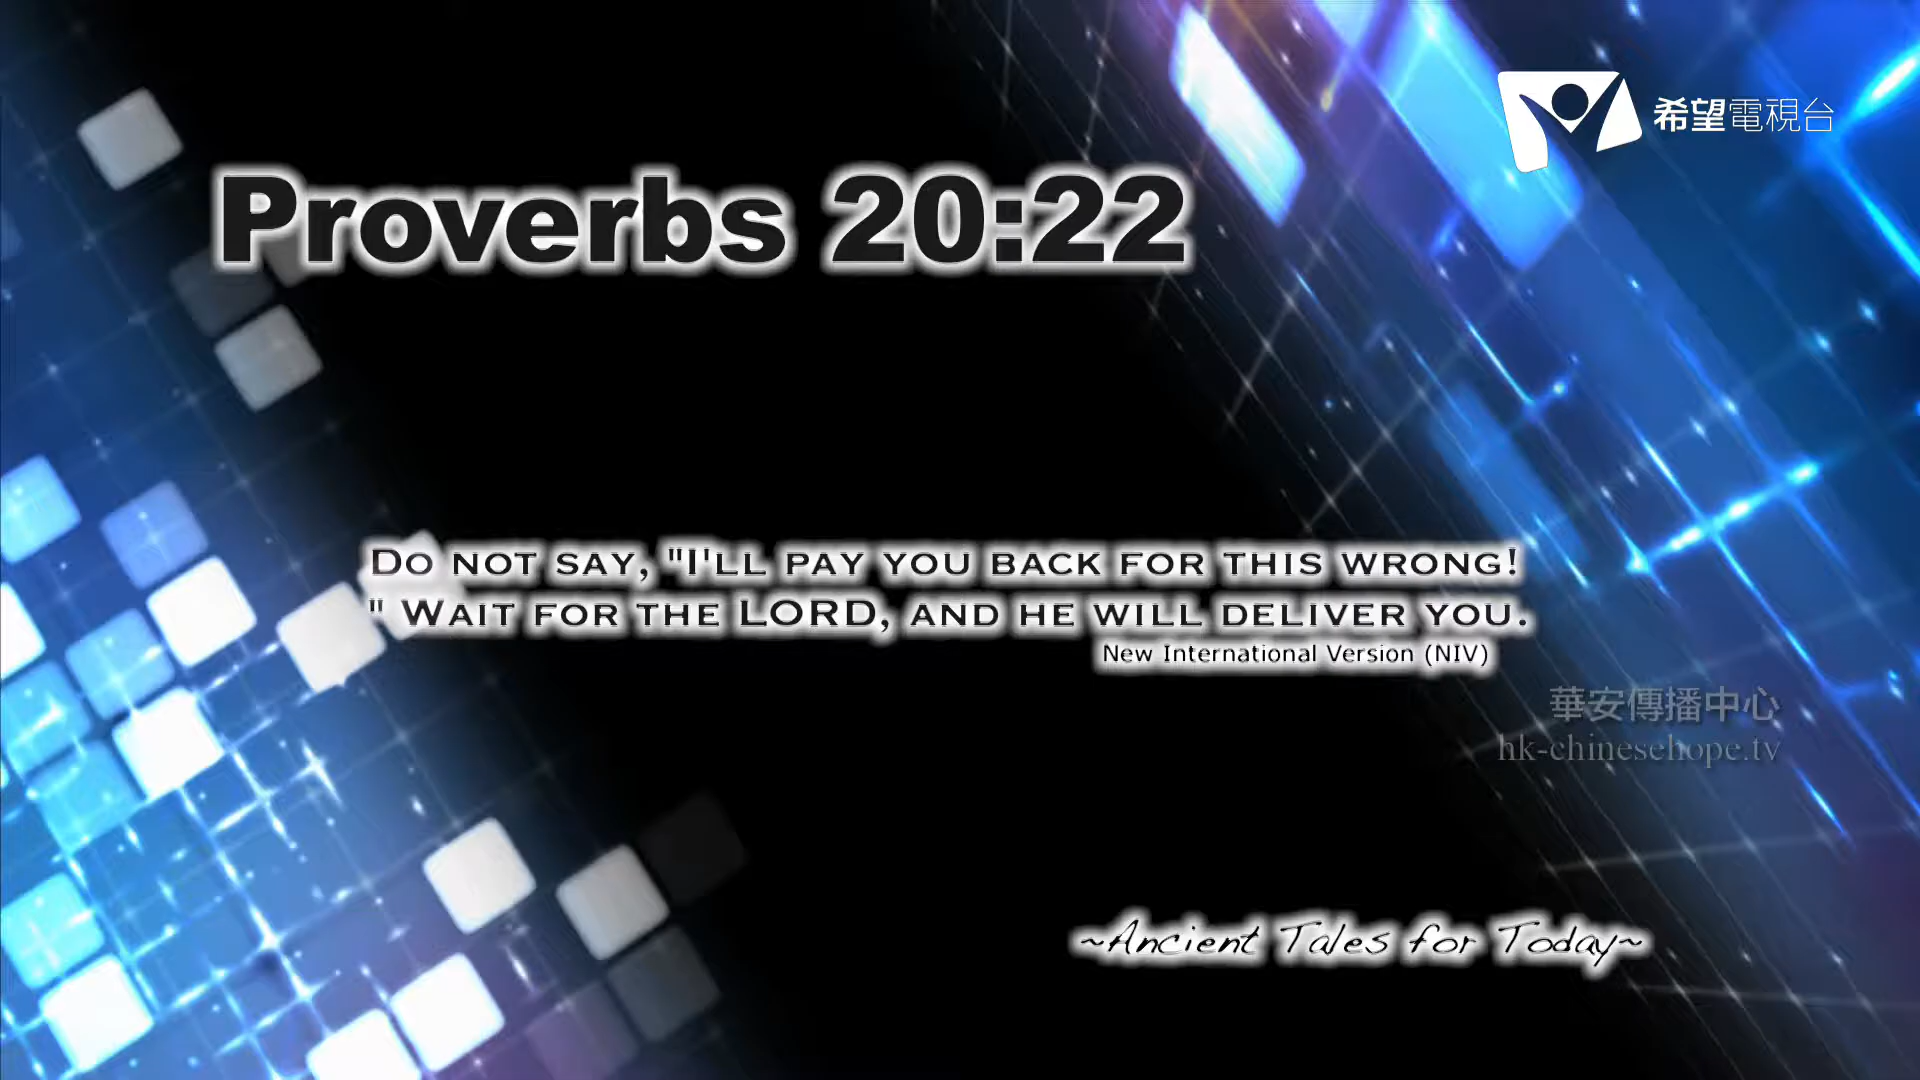 希望電視台
Proverbs 20:22
Do not say, "I'll pay you back for this wrong!
" Wait for the LORD, and he will deliver you.
New International Version (NIV)
華安傳播中心
hk-chinesehope.tv
~Ancient Tales for Today~